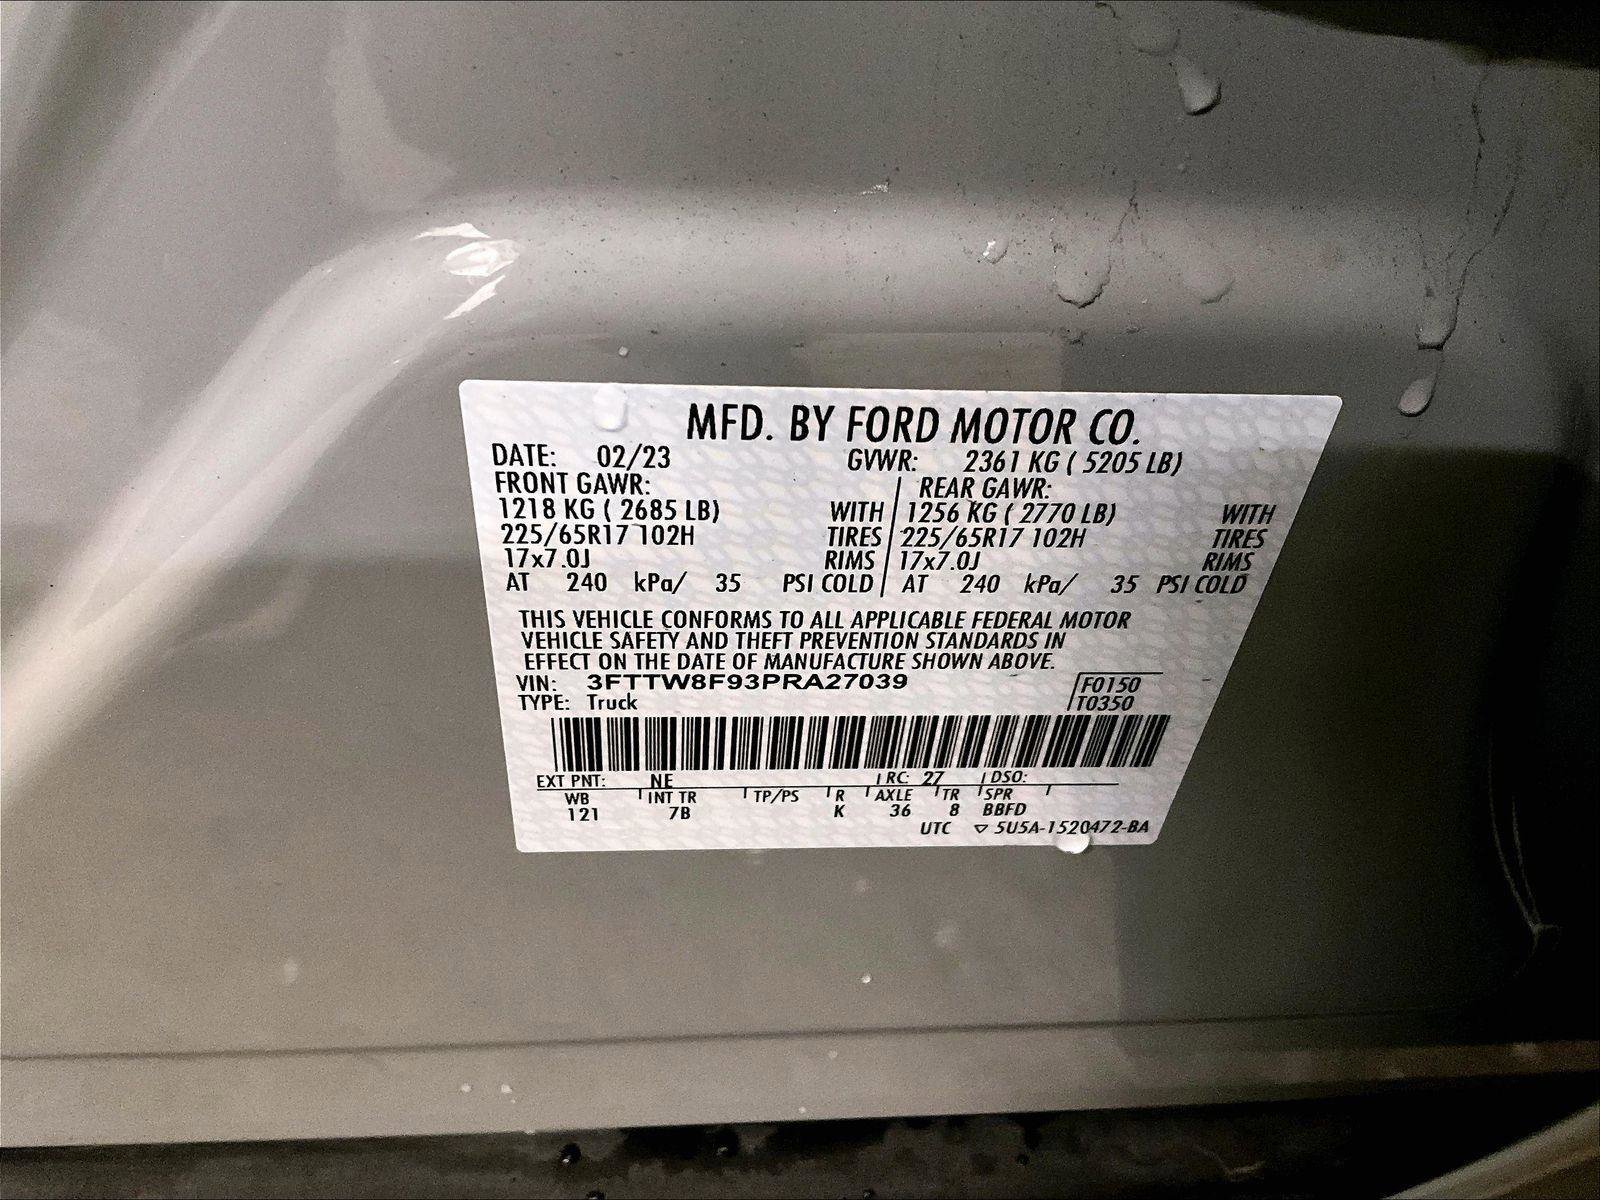 MFD. BY FORD MOTOR CO.
DATE: 02/23 GVWR: 2361 KG ( 5205 LB)
FRONT GAWR: REAR GAWR:
1218 KG ( 2685 LB) WITH 1256 KG ( 2770 LB) WITH
225/65R17 102H TIRES 225/65R17 102H TIRES
17x7.0J RIMS 17x7.0J RIMS
AT 240 kPa/ 35 PSI COLD AT 240 kPa/ 35 PSI COLD
THIS VEHICLE CONFORMS TO ALL APPLICABLE FEDERAL MOTOR
VEHICLE SAFETY AND THEFT PREVENTION STANDARDS IN
EFFECT ON THE DATE OF MANUFACTURE SHOWN ABOVE.
VIN: 3FTTW8F93PRA27039 F0150
TYPE: Truck T0350
EXT PNT: NE RC: 27 DSO:
WB INT TR TP/PS R AXLE TR SPR
121 7B K 36 8 BBFD
UTC ▽ 5U5A-1520472-BA